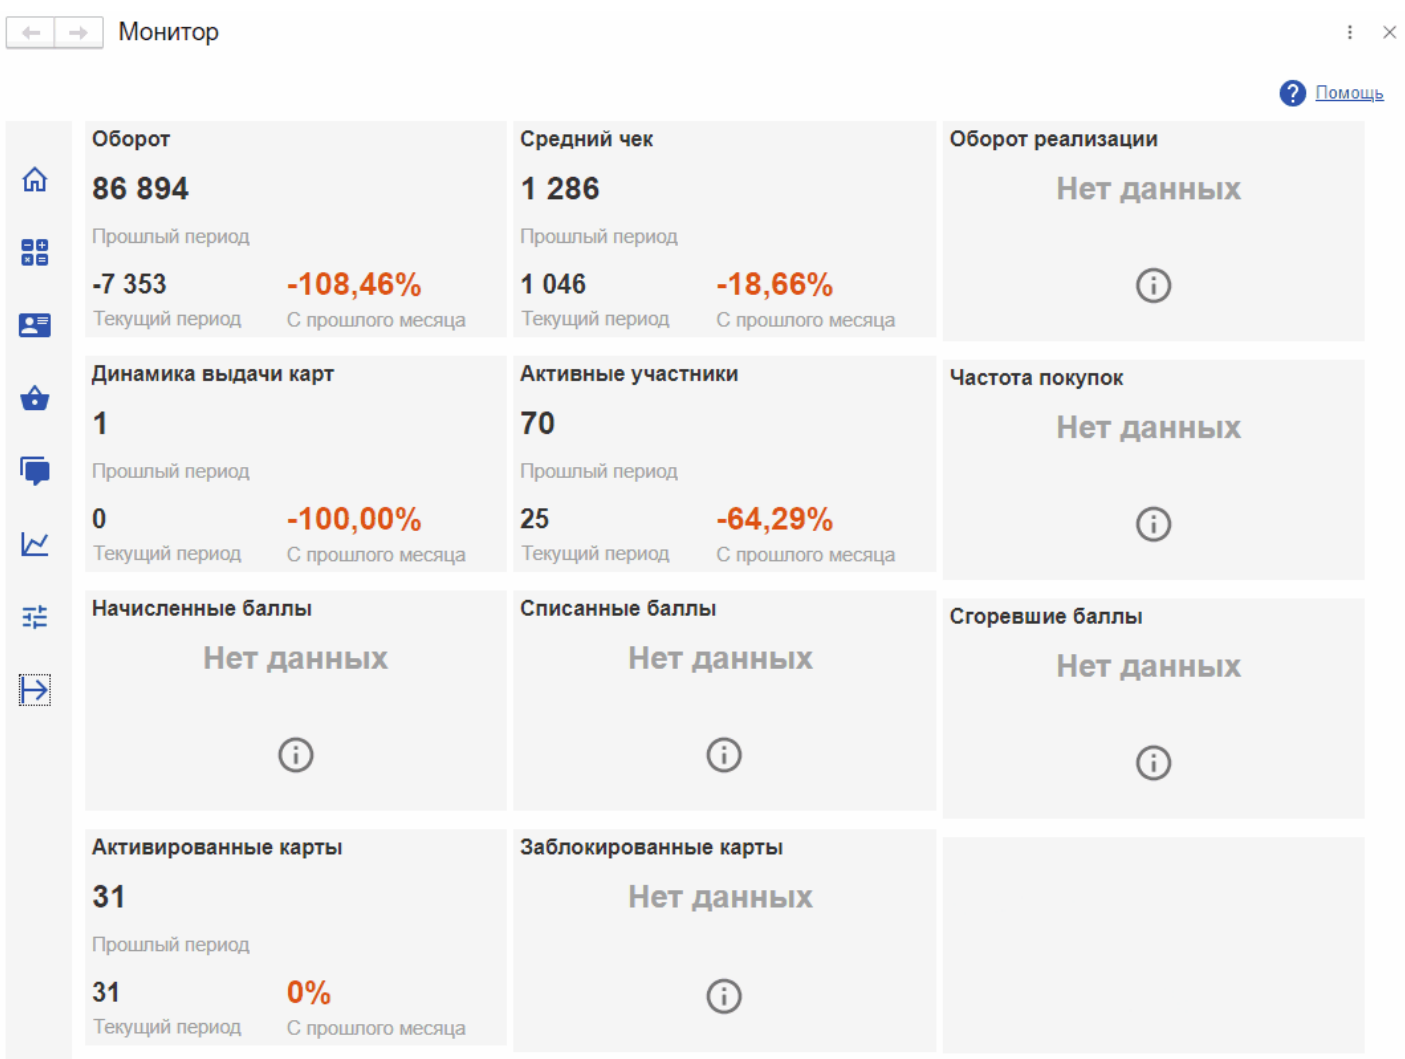 Монитор
Помощь
Оборот
86 894
Прошлый период
-7 353
-108,46%
Текущий период
С прошлого месяца
Средний чек
1 286
Прошлый период
1 046
-18,66%
Текущий период
С прошлого месяца
Оборот реализации
Нет данных
Динамика выдачи карт
1
Прошлый период
0
-100,00%
Текущий период
С прошлого месяца
Активные участники
70
Прошлый период
25
-64,29%
Текущий период
С прошлого месяца
Частота покупок
Нет данных
Начисленные баллы
Нет данных
Списанные баллы
Нет данных
Сгоревшие баллы
Нет данных
Активированные карты
31
Прошлый период
31
0%
Текущий период
С прошлого месяца
Заблокированные карты
Нет данных